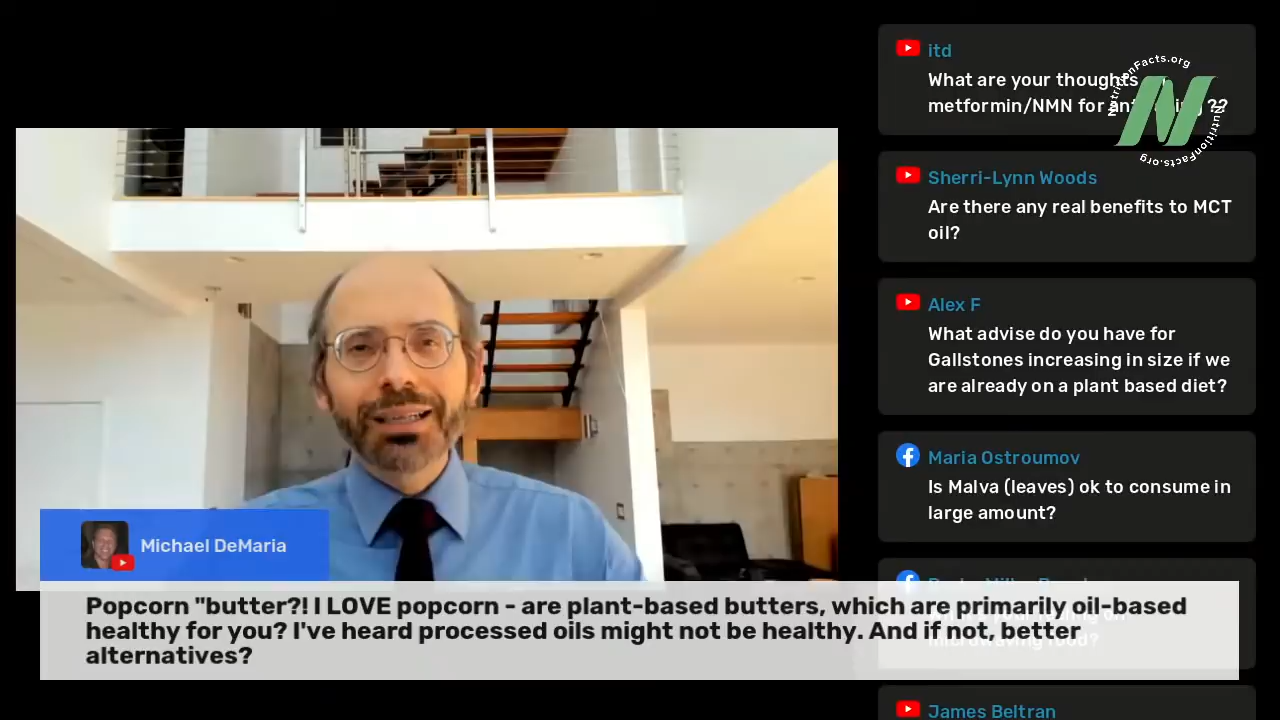 itd
What are your thoughts
metformin/NMN for ??
NutritionFacts.org
NutritionFacts.org
Sherri-Lynn Woods
Are there any real benefits to MCT
oil?
Alex F
What advise do you have for
Gallstones increasing in size if we
are already on a plant based diet?
Maria Ostroumov
Is Malva (leaves) ok to consume in
large amount?
Michael DeMaria
Popcorn "butter?! I LOVE popcorn - are plant-based butters, which are primarily oil-based
healthy for you? I've heard processed oils might not be healthy. And if not, better
alternatives?
James Beltran